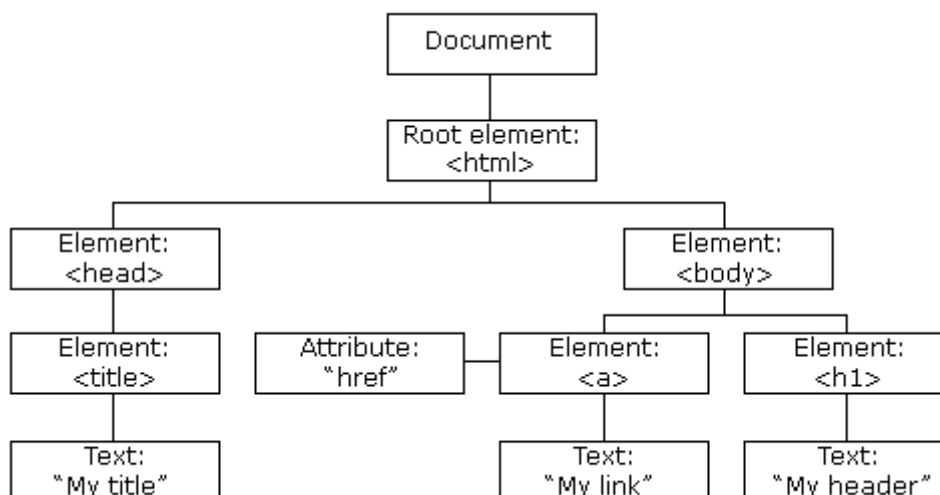 Document
Root element:
<html>
Element:
<head>
Element:
<body>
Element:
<title>
Attribute:
“href”
Element:
<a>
Element:
<h1>
Text:
“My title”
Text:
“My link”
Text:
“My header”